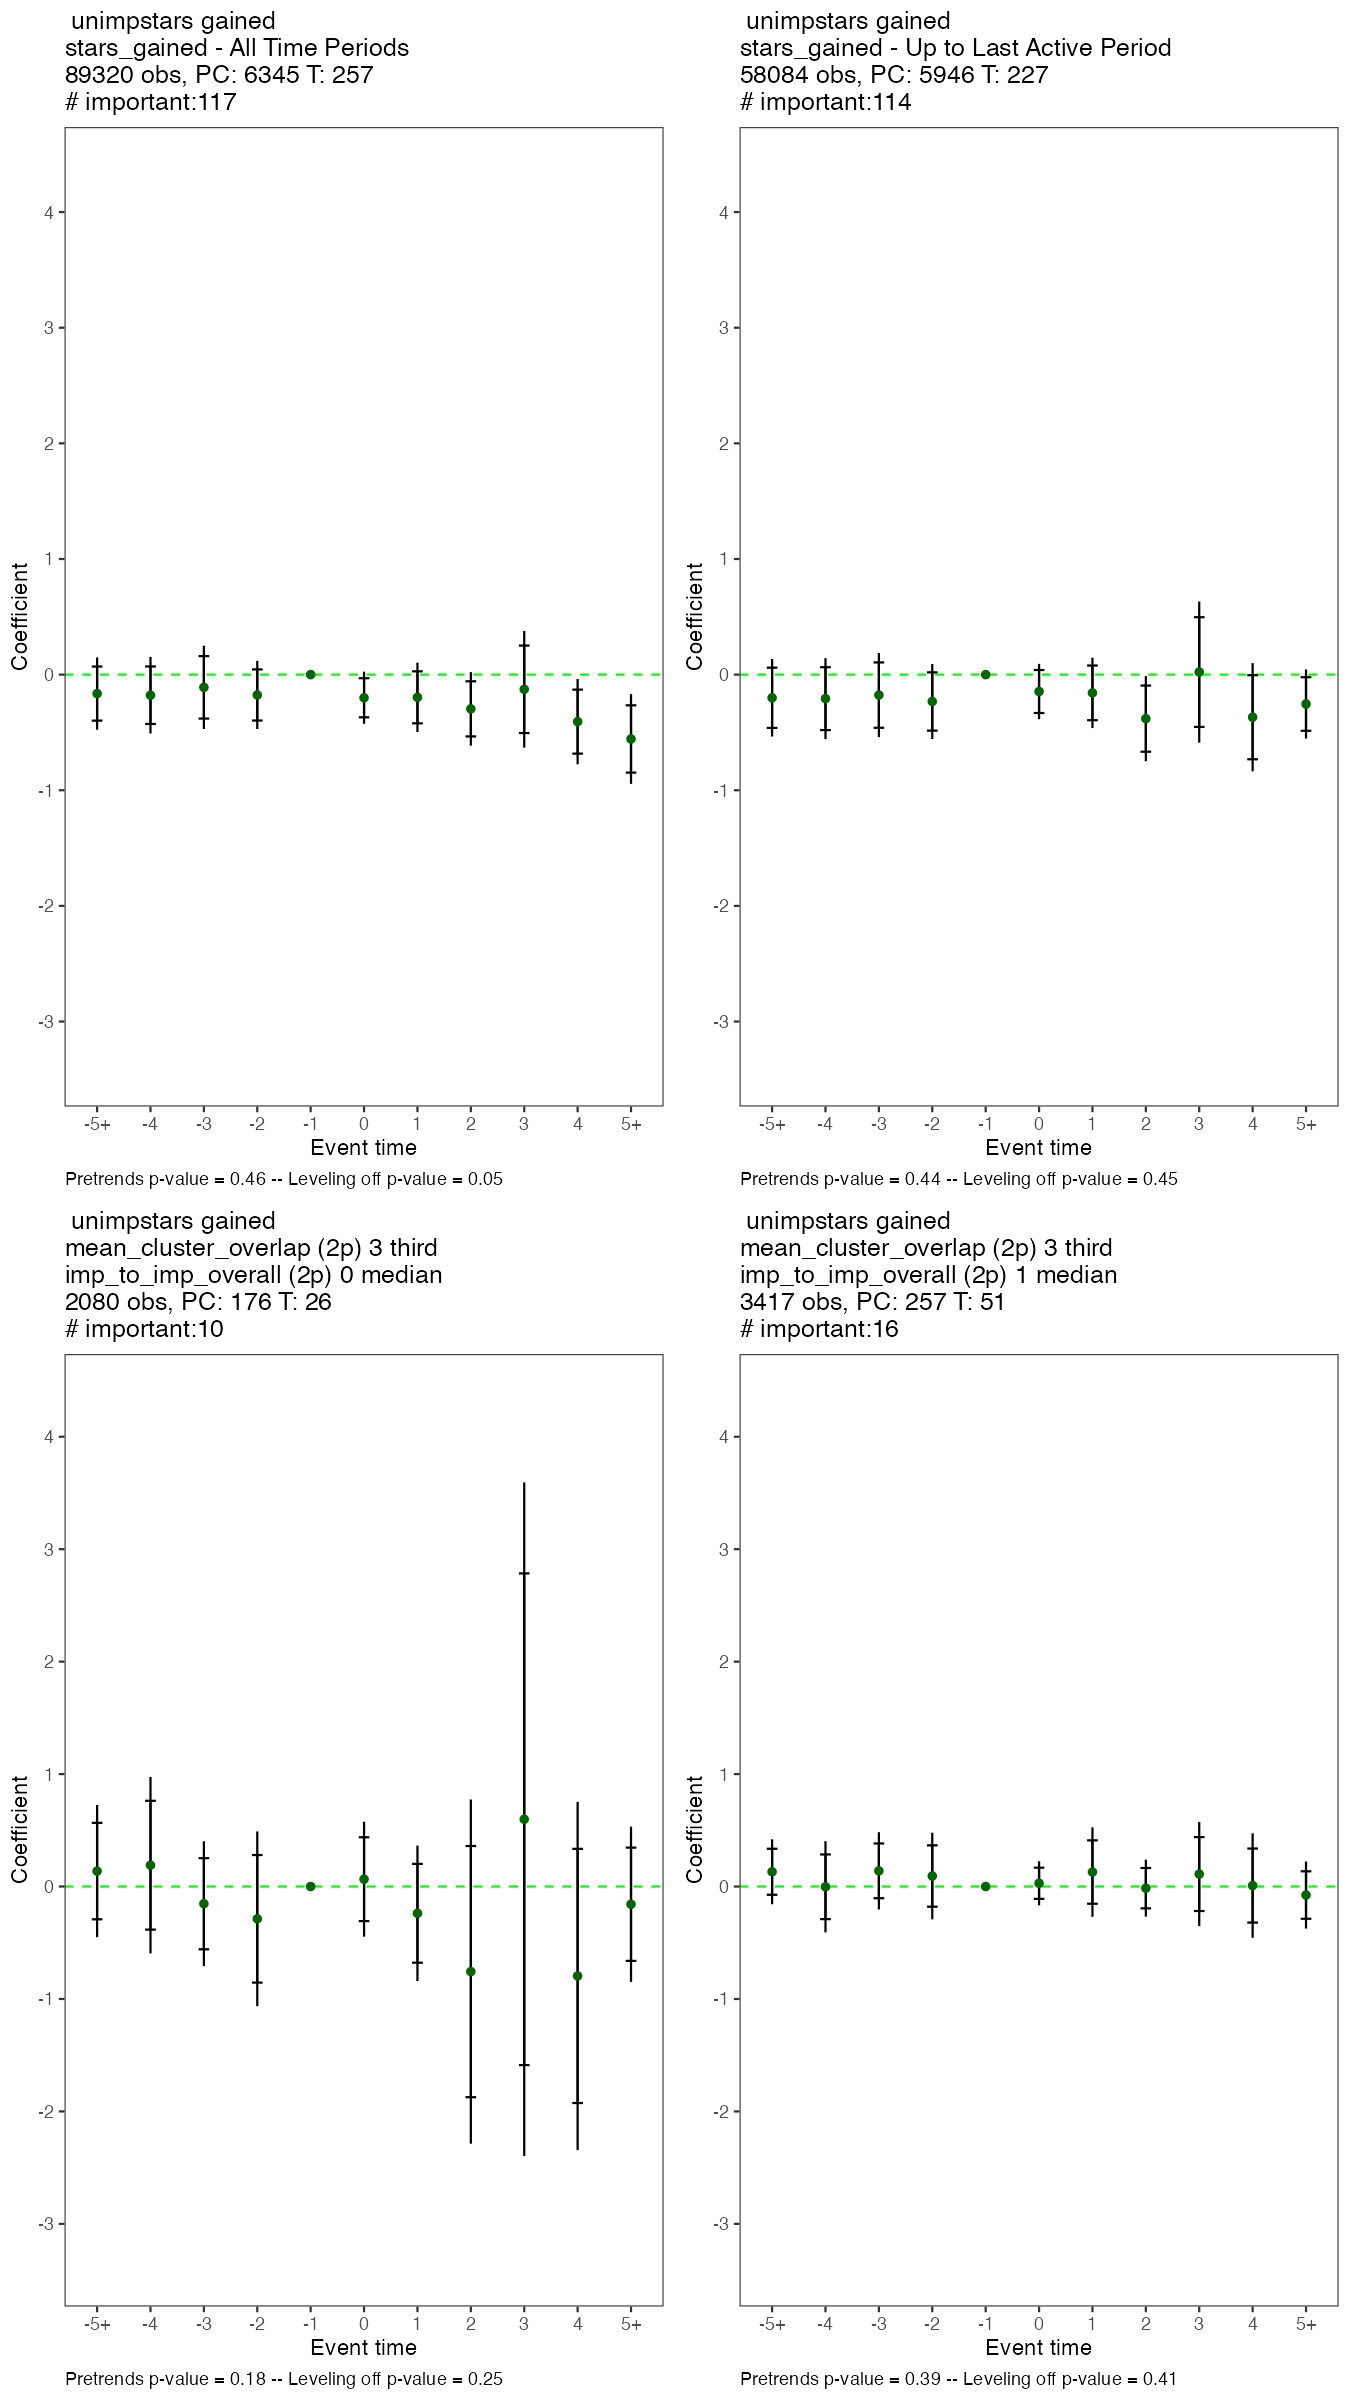 unimpstars gained
stars_gained - All Time Periods
89320 obs, PC: 6345 T: 257
# important:117
4
3
2
1
0
-1
-2
-3
Coefficient
-5+ -4 -3 -2 -1 0 1 2 3 4 5+
Event time
Pretrends p-value = 0.46 -- Leveling off p-value = 0.05
unimpstars gained
stars_gained - Up to Last Active Period
58084 obs, PC: 5946 T: 227
# important:114
4
3
2
1
0
-1
-2
-3
Coefficient
-5+ -4 -3 -2 -1 0 1 2 3 4 5+
Event time
Pretrends p-value = 0.44 -- Leveling off p-value = 0.45
unimpstars gained
mean_cluster_overlap (2p) 3 third
imp_to_imp_overall (2p) 0 median
2080 obs, PC: 176 T: 26
# important:10
4
3
2
1
0
-1
-2
-3
Coefficient
-5+ -4 -3 -2 -1 0 1 2 3 4 5+
Event time
Pretrends p-value = 0.18 -- Leveling off p-value = 0.25
unimpstars gained
mean_cluster_overlap (2p) 3 third
imp_to_imp_overall (2p) 1 median
3417 obs, PC: 257 T: 51
# important:16
4
3
2
1
0
-1
-2
-3
Coefficient
-5+ -4 -3 -2 -1 0 1 2 3 4 5+
Event time
Pretrends p-value = 0.39 -- Leveling off p-value = 0.41